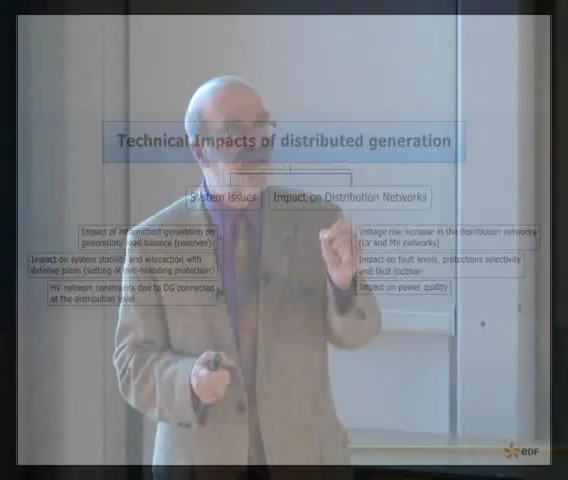 Technical Impacts of distributed generation
System issues
Impact on Distribution Networks
Impact of intermittent generation on
generation/ load balance (reserves)
Impact on system stability and interaction with
defense plans (setting of anti-islanding protection)
HV network constraints due to DG connected
at the distribution level
Voltage rise increase in the distribution networks
(LV and MV networks)
Impact on fault levels, protections selectivity
and fault location
Impact on power quality
eDF